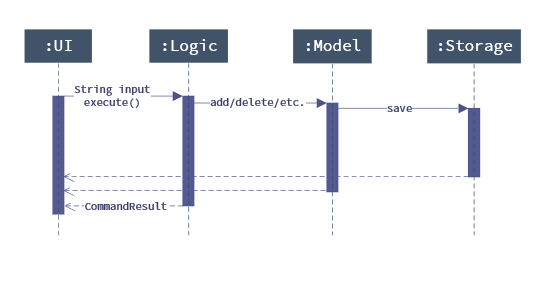 :UI
:Logic
:Model
:Storage
String input
execute()
add/delete/etc.
save
CommandResult